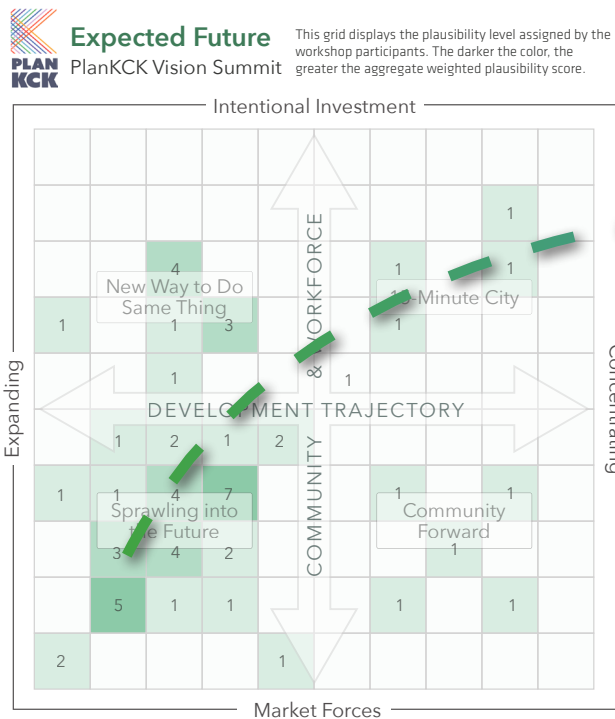 PLAN
KCK
Expected Future
PlanKCK Vision Summit
This grid displays the plausibility level assigned by the
workshop participants. The darker the color, the
greater the aggregate weighted plausibility score.
Intentional Investment
1
4 1 1
New Way to Do
Same Thing
-Minute City
1 1 3 1
1 1
Expanding
Concentrating
& WORKFORCE
DEVELOPMENT TRAJECTORY
COMMUNITY
1 2 1 2
1 1 4 7 1 1
Sprawling into
the Future
Community
Forward
3 4 2 1
5 1 1 1 1
2 1
Market Forces